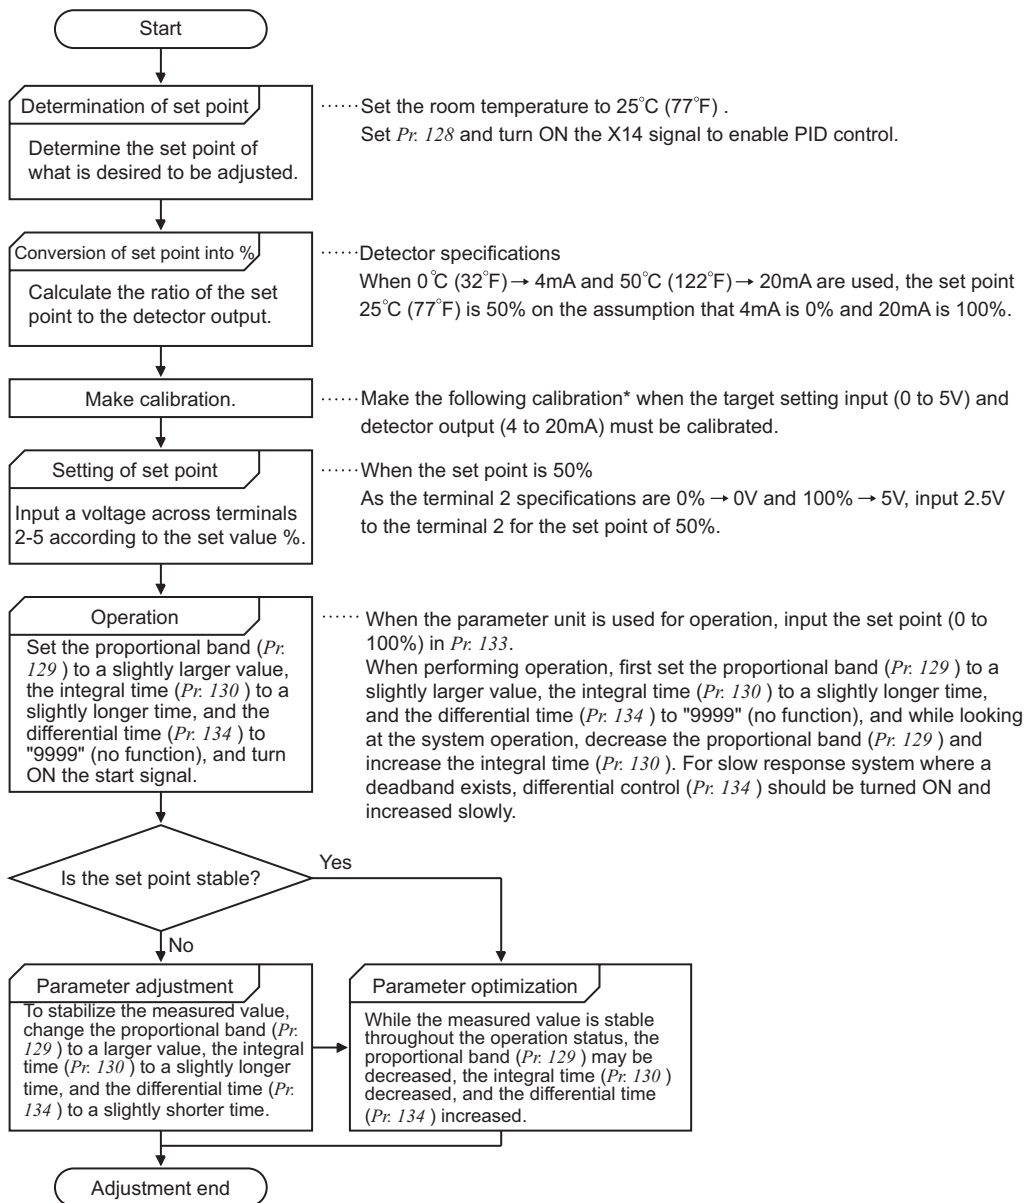 Start
Determination of set point
Determine the set point of
what is desired to be adjusted.
......Set the room temperature to 25°C (77°F) .
Set Pr. 128 and turn ON the X14 signal to enable PID control.
Conversion of set point into %
Calculate the ratio of the set
point to the detector output.
......Detector specifications
When 0°C (32°F) → 4mA and 50°C (122°F) → 20mA are used, the set point
25°C (77°F) is 50% on the assumption that 4mA is 0% and 20mA is 100%.
Make calibration.
......Make the following calibration* when the target setting input (0 to 5V) and
detector output (4 to 20mA) must be calibrated.
Setting of set point
Input a voltage across terminals
2-5 according to the set value %.
......When the set point is 50%
As the terminal 2 specifications are 0% → 0V and 100% → 5V, input 2.5V
to the terminal 2 for the set point of 50%.
Operation
Set the proportional band (Pr.
129 ) to a slightly larger value,
the integral time (Pr. 130 ) to a
slightly longer time, and the
differential time (Pr. 134 ) to
"9999" (no function), and turn
ON the start signal.
...... When the parameter unit is used for operation, input the set point (0 to
100%) in Pr. 133.
When performing operation, first set the proportional band (Pr. 129 ) to a
slightly larger value, the integral time (Pr. 130 ) to a slightly longer time,
and the differential time (Pr. 134 ) to "9999" (no function), and while looking
at the system operation, decrease the proportional band (Pr. 129 ) and
increase the integral time (Pr. 130 ). For slow response system where a
deadband exists, differential control (Pr. 134 ) should be turned ON and
increased slowly.
Is the set point stable?
Yes
No
Parameter adjustment
To stabilize the measured value,
change the proportional band (Pr.
129 ) to a larger value, the integral
time (Pr. 130 ) to a slightly longer
time, and the differential time (Pr.
134 ) to a slightly shorter time.
Parameter optimization
While the measured value is stable
throughout the operation status, the
proportional band (Pr. 129 ) may be
decreased, the integral time (Pr. 130 )
decreased, and the differential time
(Pr. 134 ) increased.
Adjustment end